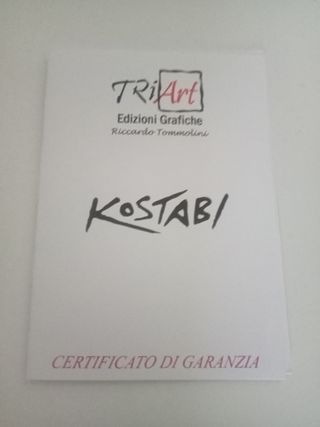 TRiArt
Edizioni Grafiche
Riccardo Tommolini
KOSTABI
CERTIFICATO DI GARANZIA